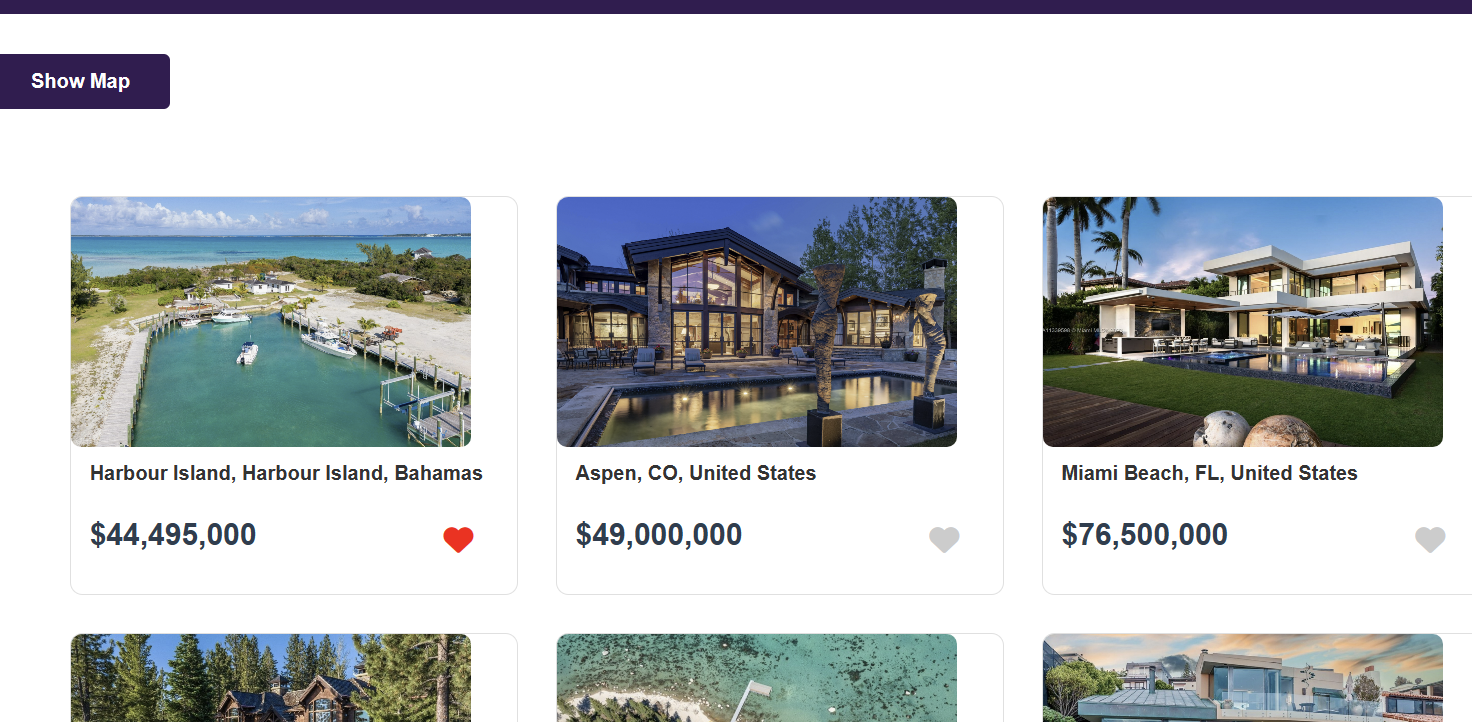 Show Map
Harbour Island, Harbour Island, Bahamas
$44,495,000
Aspen, CO, United States
$49,000,000
Miami Beach, FL, United States
$76,500,000